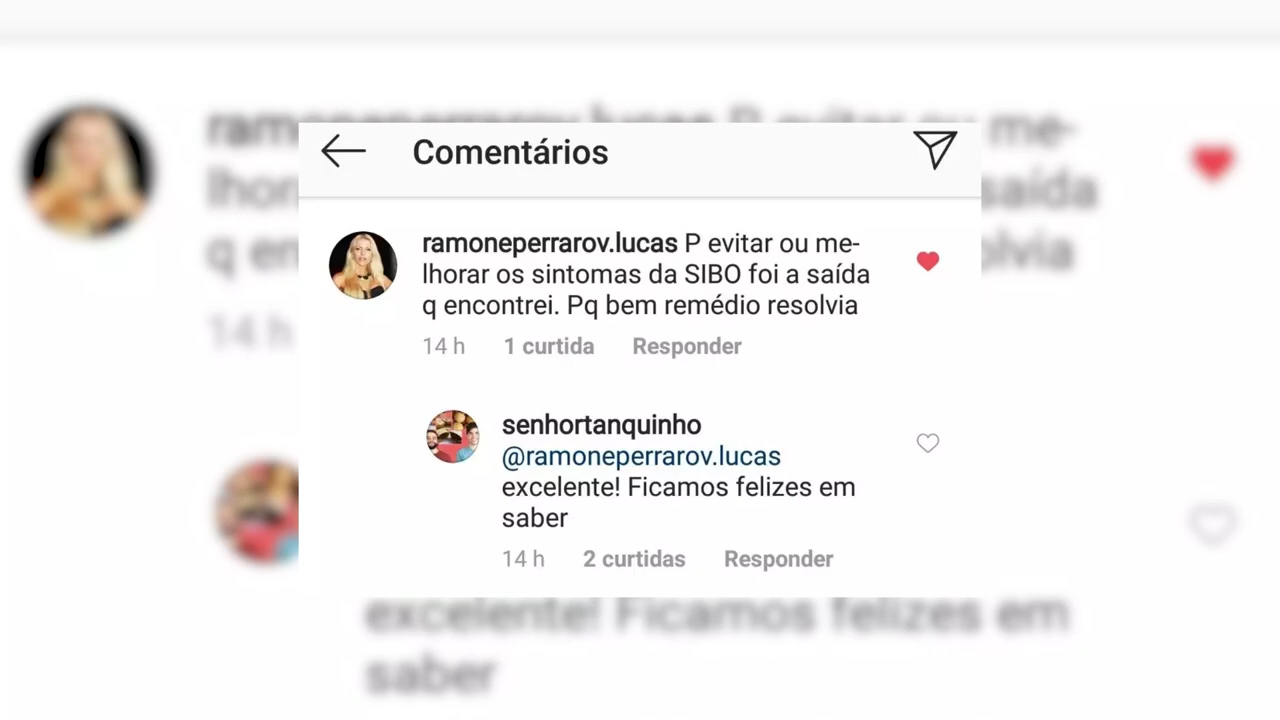 Comentários
ramoneperrarov.lucas P evitar ou me-
lhorar os sintomas da SIBO foi a saída
q encontrei. Pq bem remédio resolvia
14 h 1 curtida Responder
senhortanquinho
@ramoneperrarov.lucas
excelente! Ficamos felizes em
saber
14 h 2 curtidas Responder
excelente! Ficamos felizes em
saber